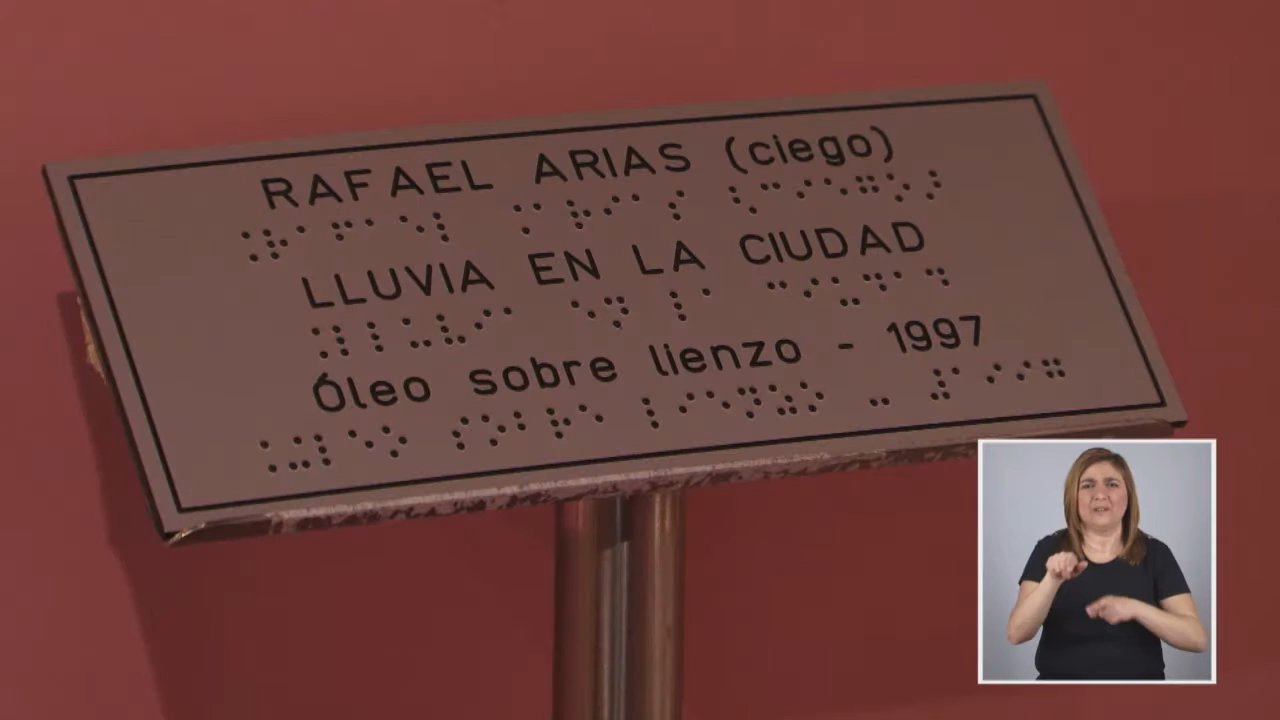 RAFAEL ARIAS (ciego)
LLUVIA EN LA CIUDAD
Óleo sobre lienzo - 1997